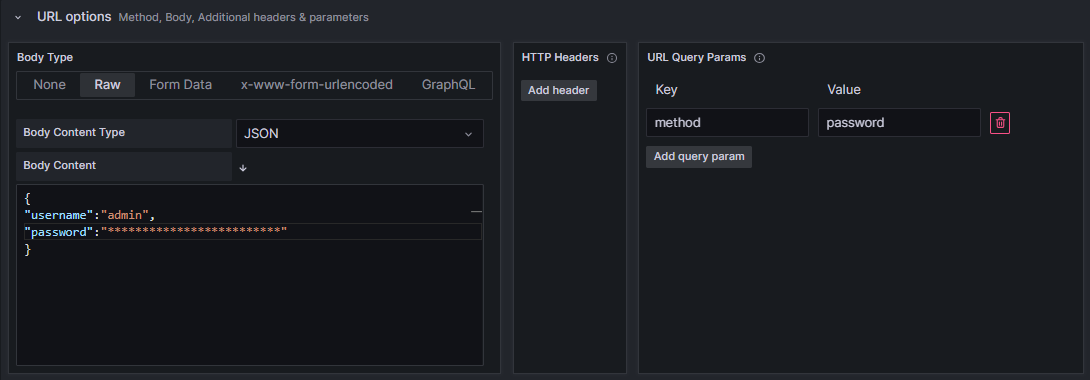 URL options Method, Body, Additional headers & parameters
Body Type
None Raw Form Data x-www-form-urlencoded GraphQL
Body Content Type JSON
Body Content ↓
{
"username":"admin",
"password":"*************************"
}
HTTP Headers
Add header
URL Query Params
Key Value
method password
Add query param